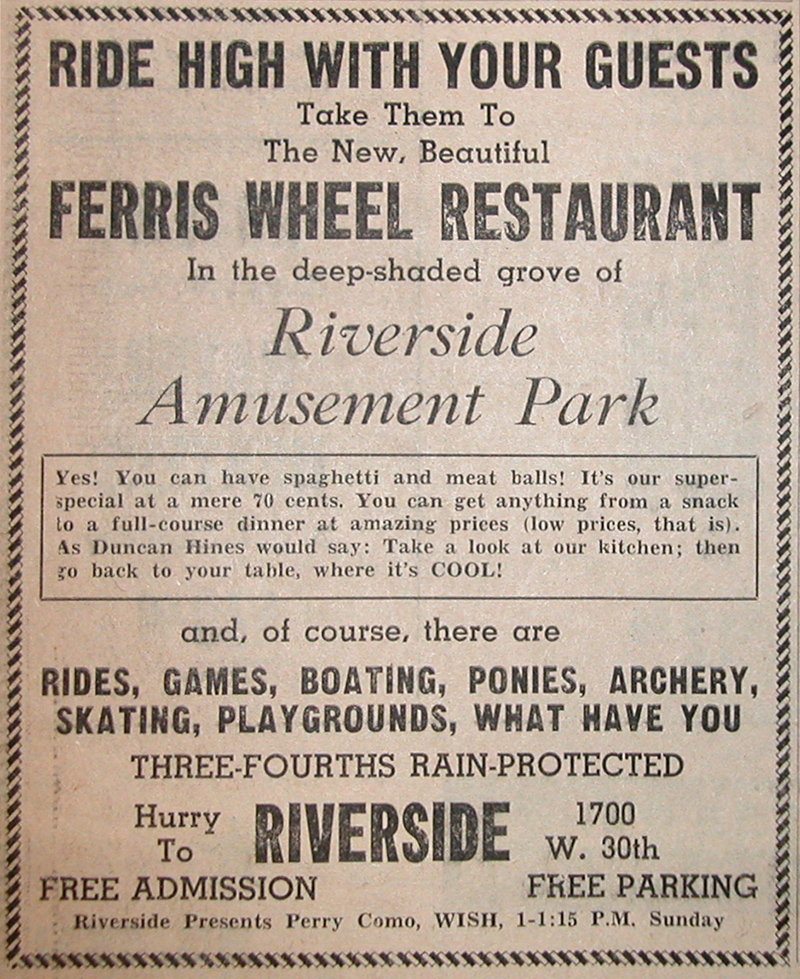 RIDE HIGH WITH YOUR GUESTS
Take Them To
The New, Beautiful
FERRIS WHEEL RESTAURANT
In the deep-shaded grove of
Riverside
Amusement Park
Yes! You can have spaghetti and meat balls! It's our super-
special at a mere 70 cents. You can get anything from a snack
to a full-course dinner at amazing prices (low prices, that is).
As Duncan Hines would say: Take a look at our kitchen; then
go back to your table, where it's COOL!
and, of course, there are
RIDES, GAMES, BOATING, PONIES, ARCHERY,
SKATING, PLAYGROUNDS, WHAT HAVE YOU
THREE-FOURTHS RAIN-PROTECTED
Hurry To RIVERSIDE 1700 W. 30th
FREE ADMISSION FREE PARKING
Riverside Presents Perry Como, WISH, 1-1:15 P.M. Sunday